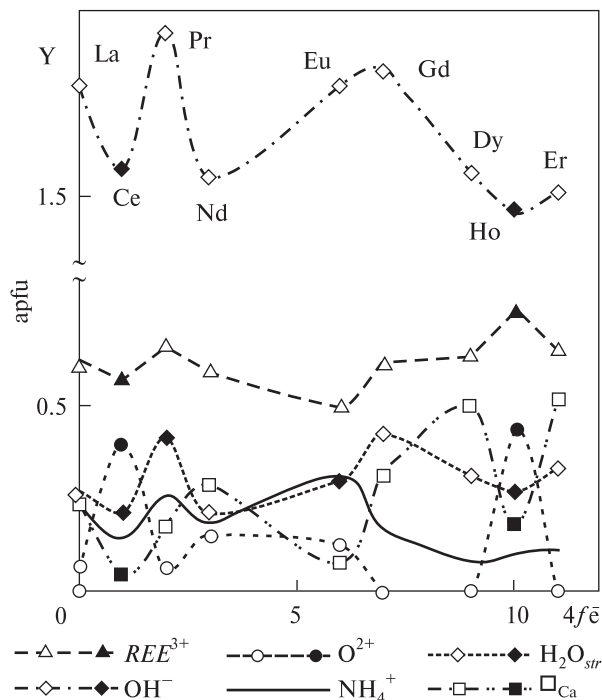 Y
La
Pr
Eu
Gd
Dy
Er
1.5
Ce
Nd
Ho
~
~
apfu
0.5
0
5
10
4fē
REE³⁺
O²⁺
H₂Oₛₜᵣ
OH⁻
NH₄⁺
□Ca